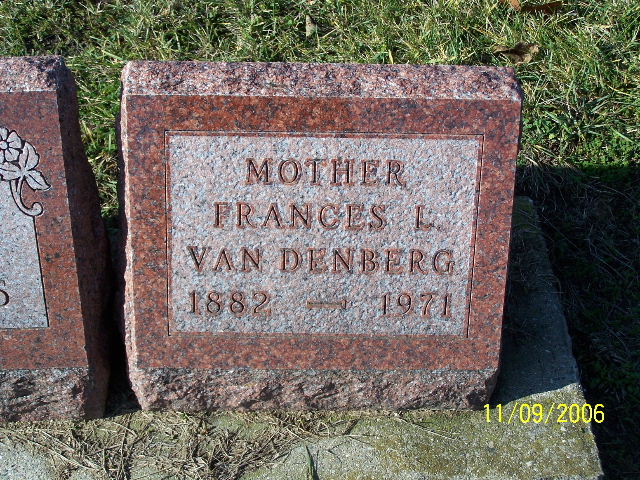 MOTHER
FRANCES L.
VAN DENBERG
1882 — 1971
11/09/2006